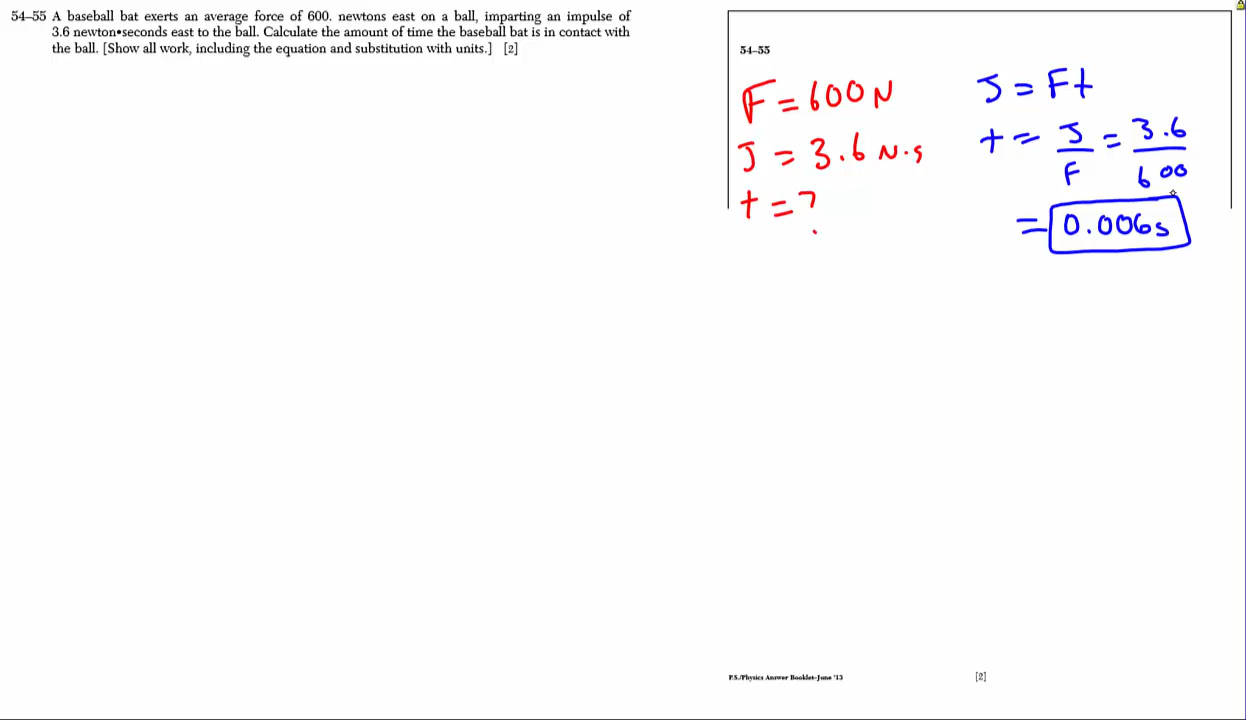 54–55 A baseball bat exerts an average force of 600. newtons east on a ball, imparting an impulse of
3.6 newton•seconds east to the ball. Calculate the amount of time the baseball bat is in contact with
the ball. [Show all work, including the equation and substitution with units.] [2]
54–55
F = 600 N
J = 3.6 N·s
t = ?
J = Ft
t = J/F = 3.6/600
= 0.006s
P.S./Physics Answer Booklet–June '13 [2]